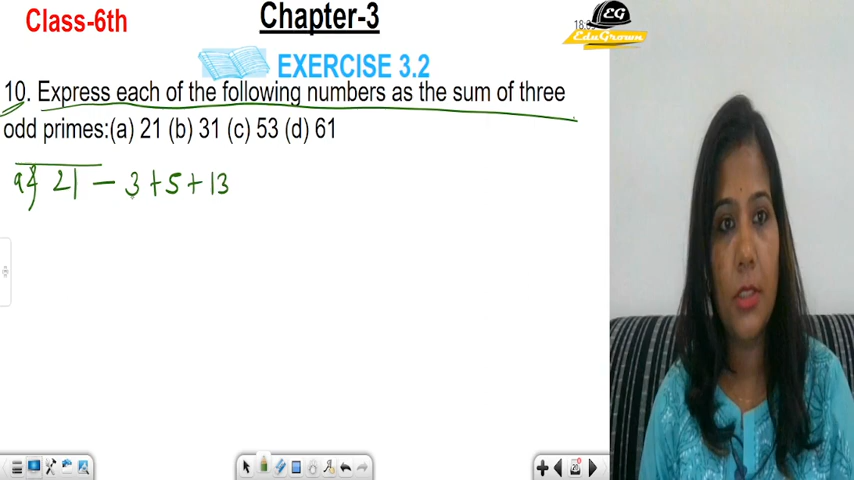 Class-6th
Chapter-3
EG
EduGrown
EXERCISE 3.2
10. Express each of the following numbers as the sum of three
odd primes:(a) 21 (b) 31 (c) 53 (d) 61
a) 21 — 3 + 5 + 13